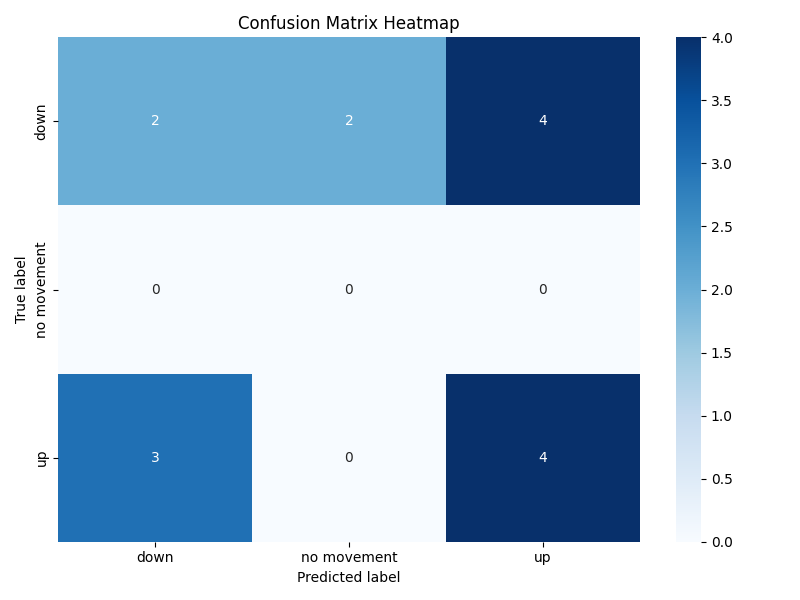 Confusion Matrix Heatmap
True label
down
no movement
up
2 2 4
0 0 0
3 0 4
down no movement up
Predicted label
4.0
3.5
3.0
2.5
2.0
1.5
1.0
0.5
0.0